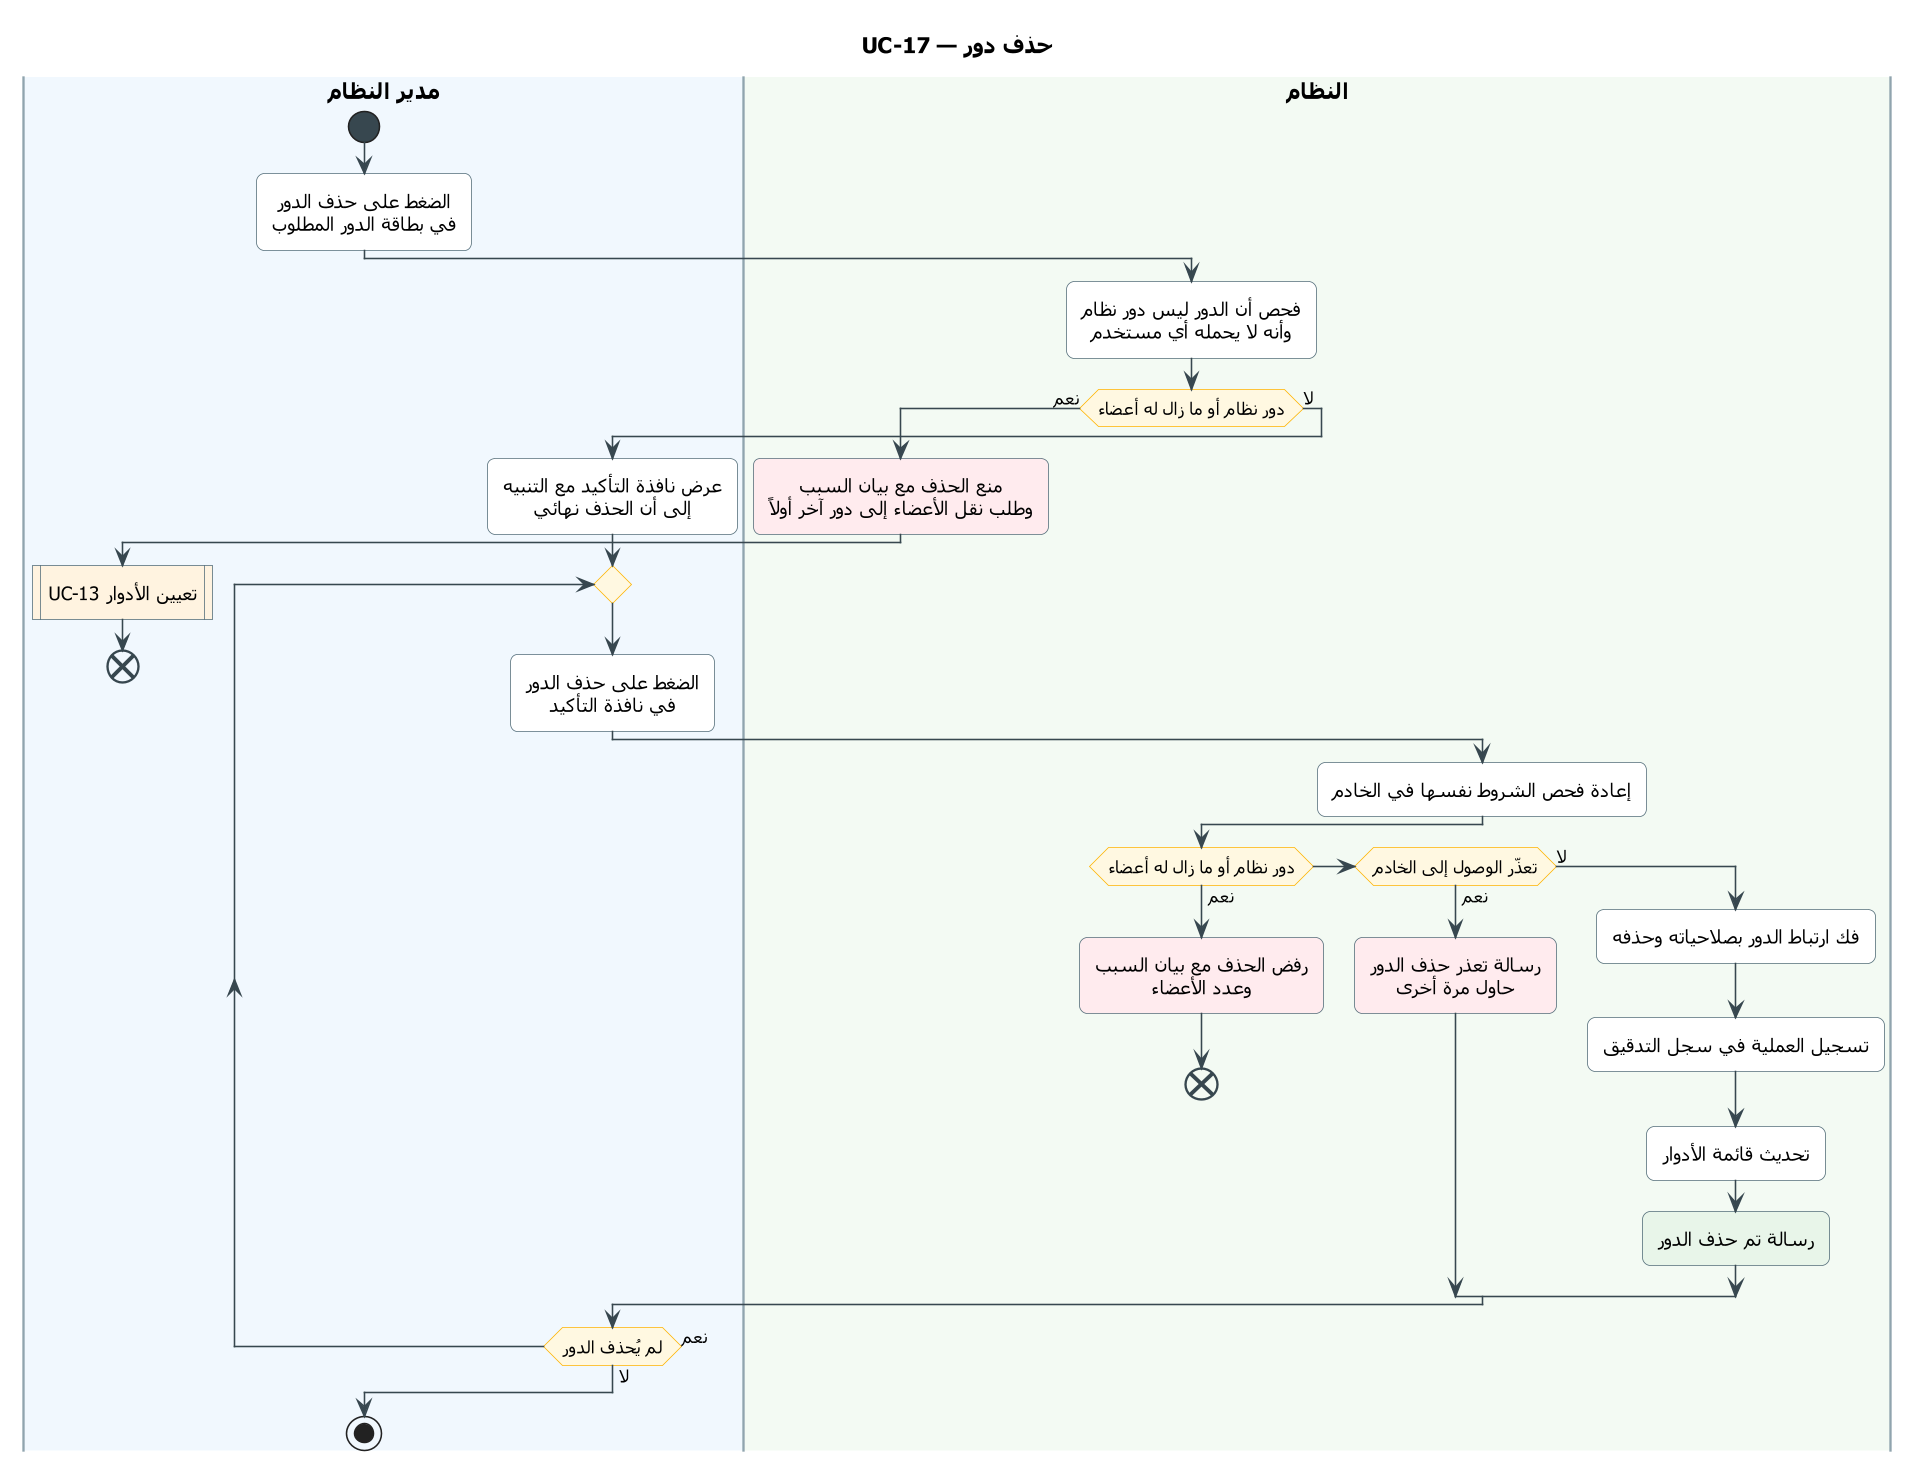 UC-17 — حذف دور
مدير النظام
النظام
الضغط على حذف الدور
في بطاقة الدور المطلوب
فحص أن الدور ليس دور نظام
وأنه لا يحمله أي مستخدم
دور نظام أو ما زال له أعضاء
نعم
لا
عرض نافذة التأكيد مع التنبيه
إلى أن الحذف نهائي
منع الحذف مع بيان السبب
وطلب نقل الأعضاء إلى دور آخر أولاً
UC-13 تعيين الأدوار
الضغط على حذف الدور
في نافذة التأكيد
إعادة فحص الشروط نفسها في الخادم
دور نظام أو ما زال له أعضاء
نعم
تعذّر الوصول إلى الخادم
نعم
لا
رفض الحذف مع بيان السبب
وعدد الأعضاء
رسالة تعذر حذف الدور
حاول مرة أخرى
فك ارتباط الدور بصلاحياته وحذفه
تسجيل العملية في سجل التدقيق
تحديث قائمة الأدوار
رسالة تم حذف الدور
لم يُحذف الدور
نعم
لا